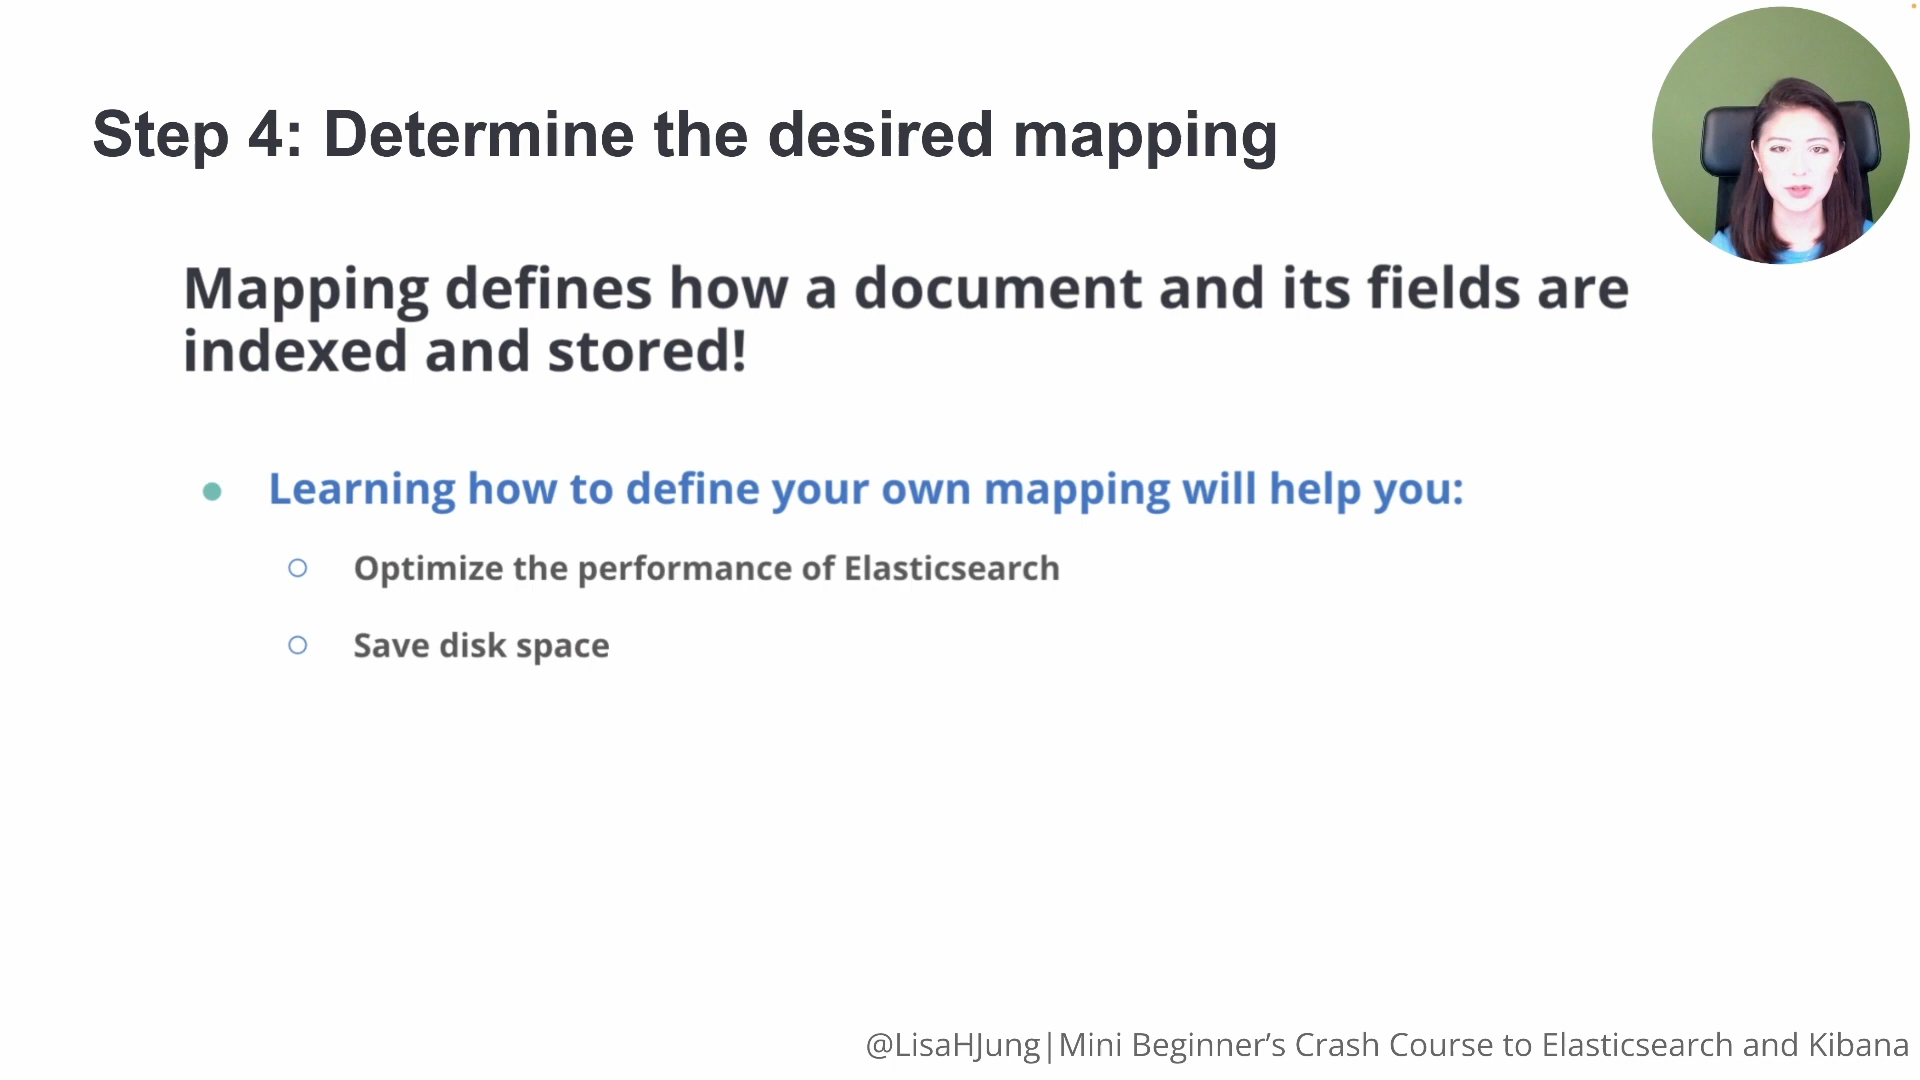 Step 4: Determine the desired mapping
Mapping defines how a document and its fields are
indexed and stored!
● Learning how to define your own mapping will help you:
○ Optimize the performance of Elasticsearch
○ Save disk space
@LisaHJung|Mini Beginner’s Crash Course to Elasticsearch and Kibana